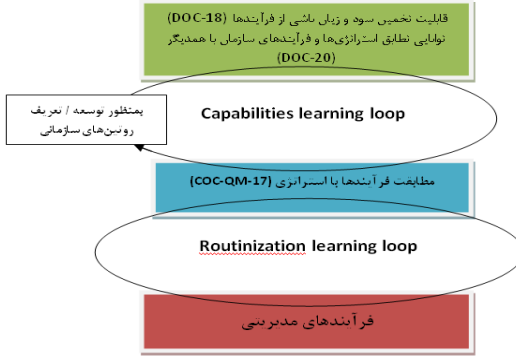 قابلیت تخمین سود و زیان ناشی از فرآیندها (DOC-18)
توانایی تطابق استراتژی‌ها و فرآیندهای سازمان با همدیگر
(DOC-20)
Capabilities learning loop
بمنظور توسعه / تعریف
روتین‌های سازمانی
مطابقت فرآیندها با استراتژی (COC-QM-17)
Routinization learning loop
فرآیندهای مدیریتی